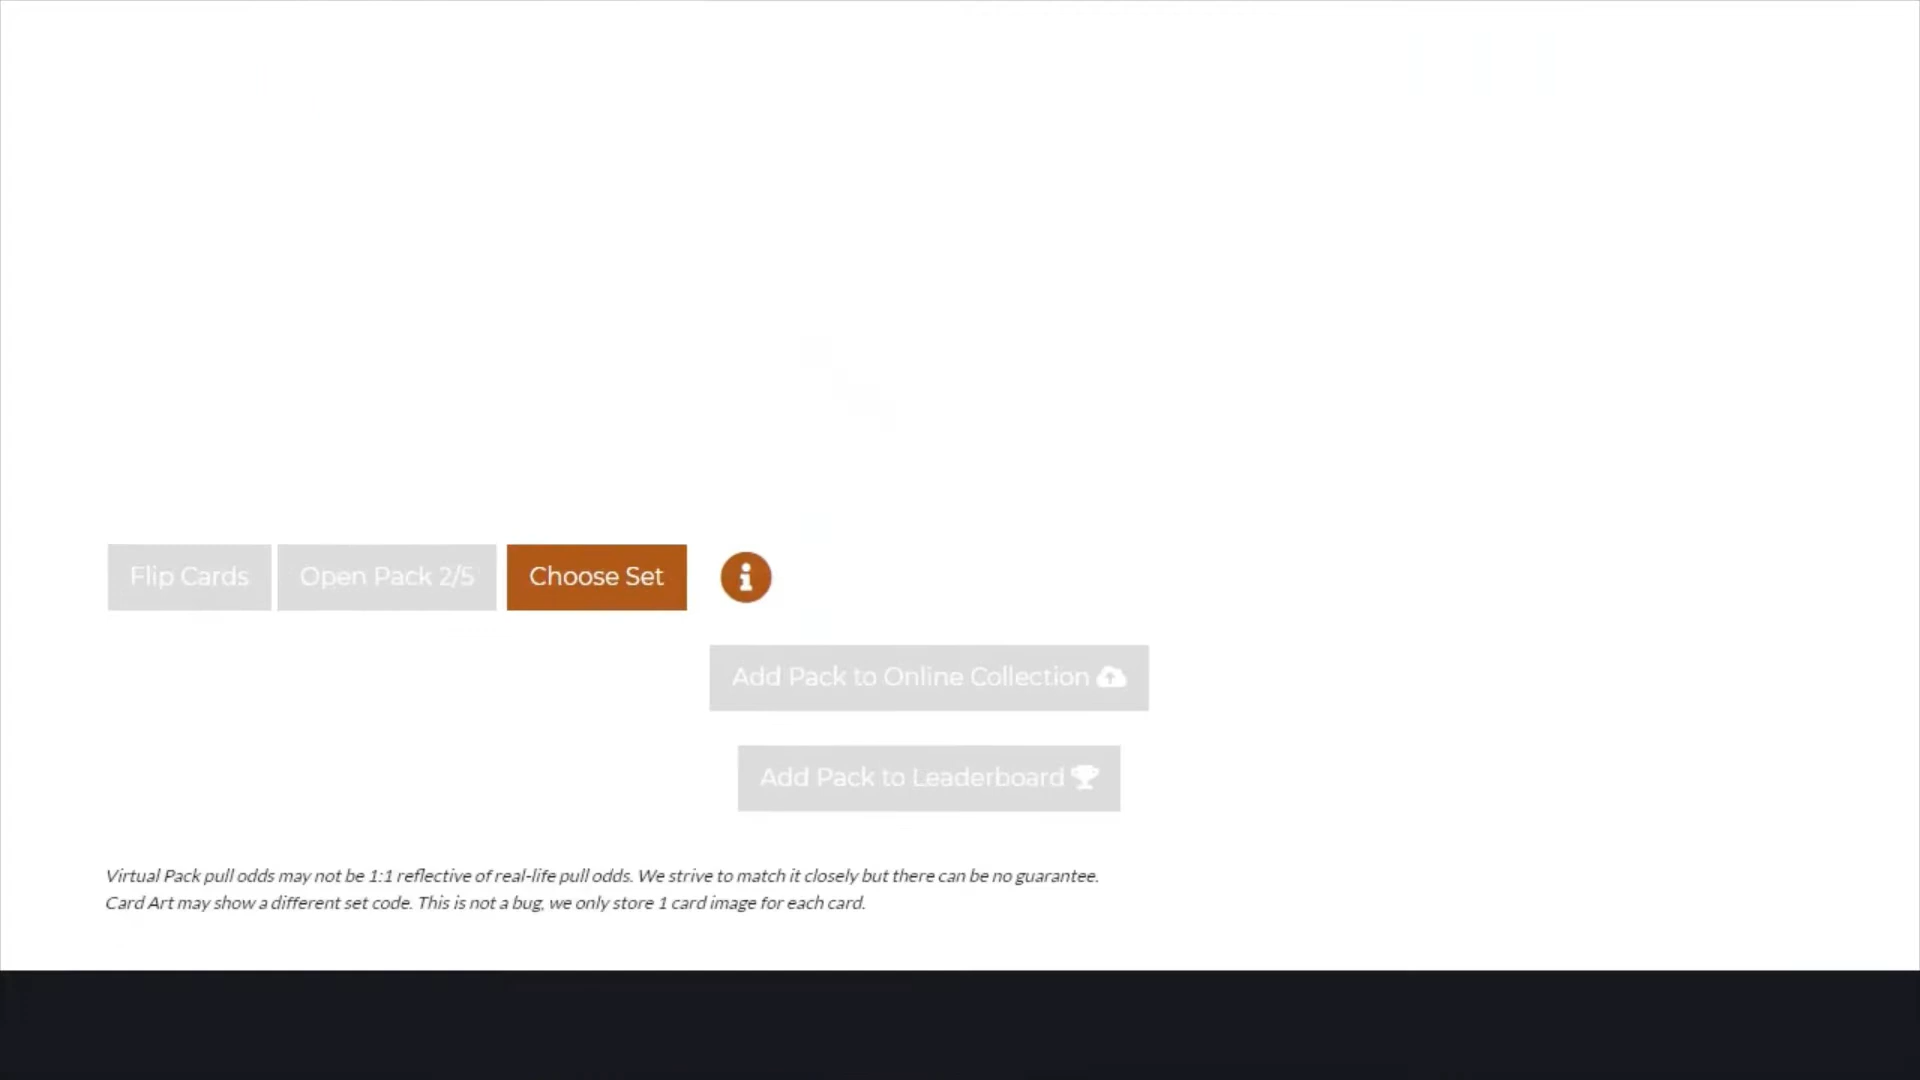 Flip Cards
Open Pack 2/5
Choose Set
Add Pack to Online Collection
Add Pack to Leaderboard
Virtual Pack pull odds may not be 1:1 reflective of real-life pull odds. We strive to match it closely but there can be no guarantee.
Card Art may show a different set code. This is not a bug, we only store 1 card image for each card.